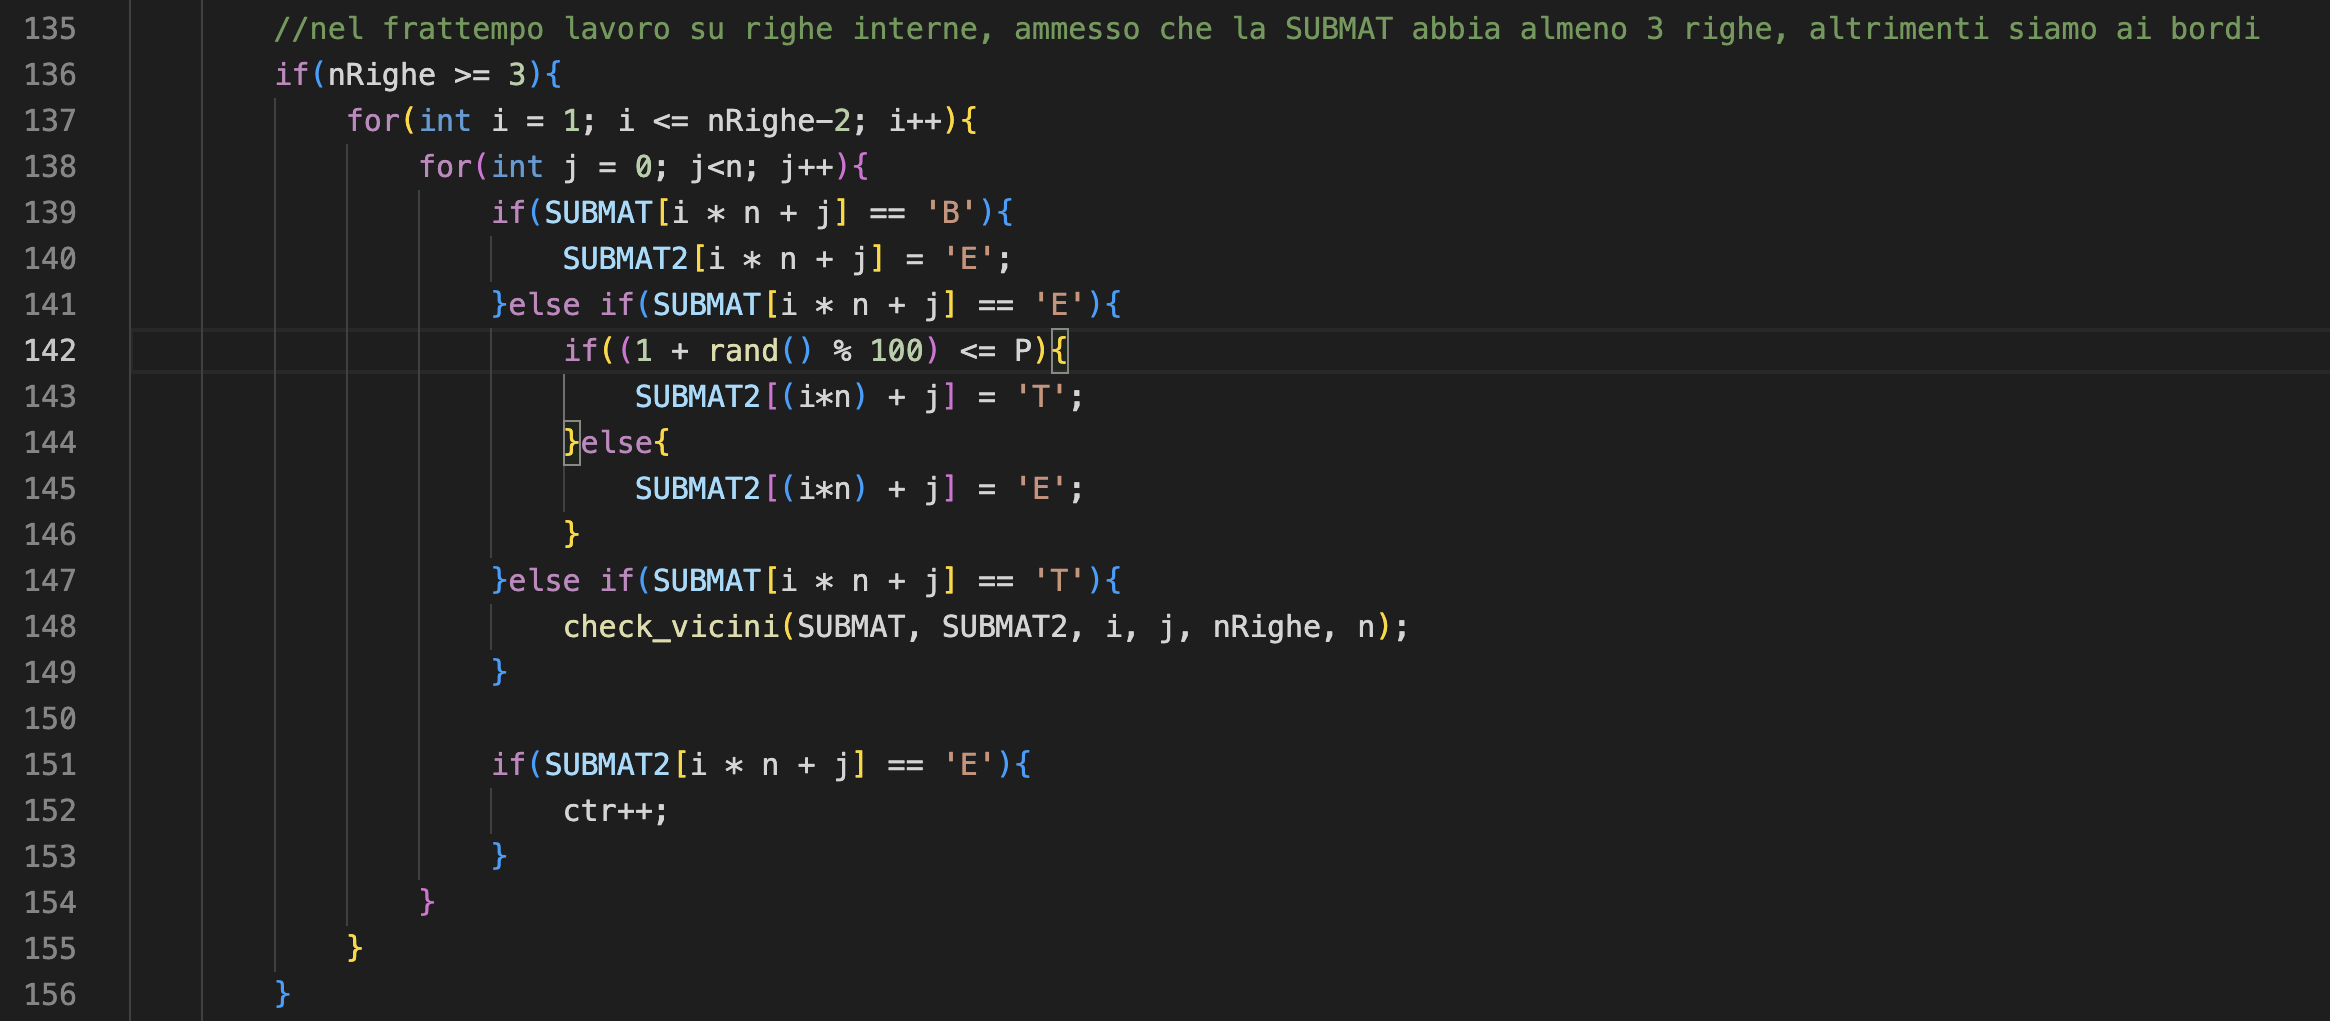 135 //nel frattempo lavoro su righe interne, ammesso che la SUBMAT abbia almeno 3 righe, altrimenti siamo ai bordi
136 if(nRighe >= 3){
137 for(int i = 1; i <= nRighe-2; i++){
138 for(int j = 0; j<n; j++){
139 if(SUBMAT[i * n + j] == 'B'){
140 SUBMAT2[i * n + j] = 'E';
141 }else if(SUBMAT[i * n + j] == 'E'){
142 if((1 + rand() % 100) <= P){
143 SUBMAT2[(i*n) + j] = 'T';
144 }else{
145 SUBMAT2[(i*n) + j] = 'E';
146 }
147 }else if(SUBMAT[i * n + j] == 'T'){
148 check_vicini(SUBMAT, SUBMAT2, i, j, nRighe, n);
149 }
150
151 if(SUBMAT2[i * n + j] == 'E'){
152 ctr++;
153 }
154 }
155 }
156 }